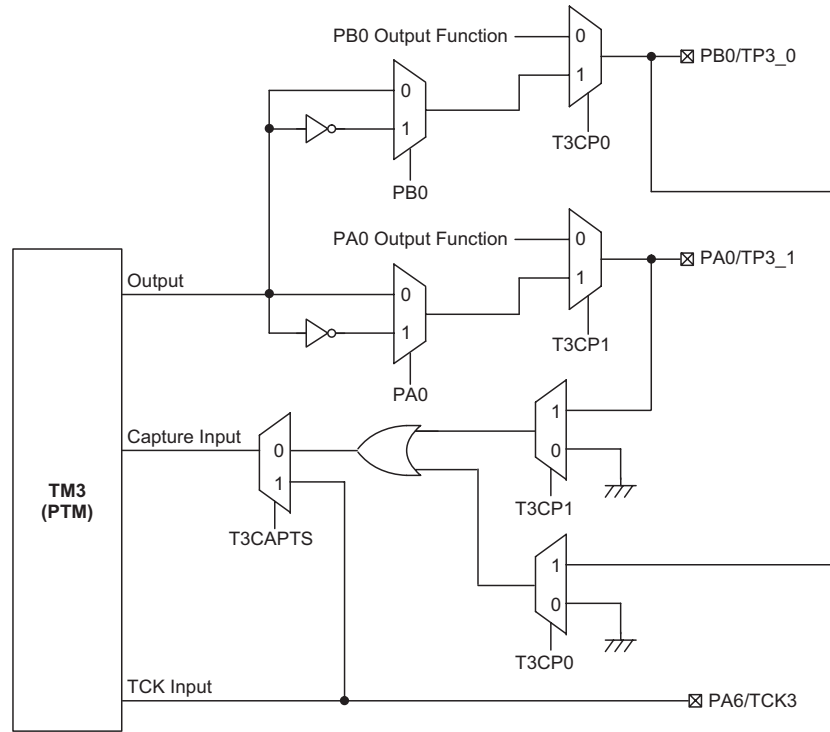 PB0 Output Function
0
1
T3CP0
PB0/TP3_0
0
1
PB0
PA0 Output Function
0
1
T3CP1
PA0/TP3_1
Output
0
1
PA0
Capture Input
0
1
T3CAPTS
1
0
T3CP1
TM3
(PTM)
1
0
T3CP0
TCK Input
PA6/TCK3